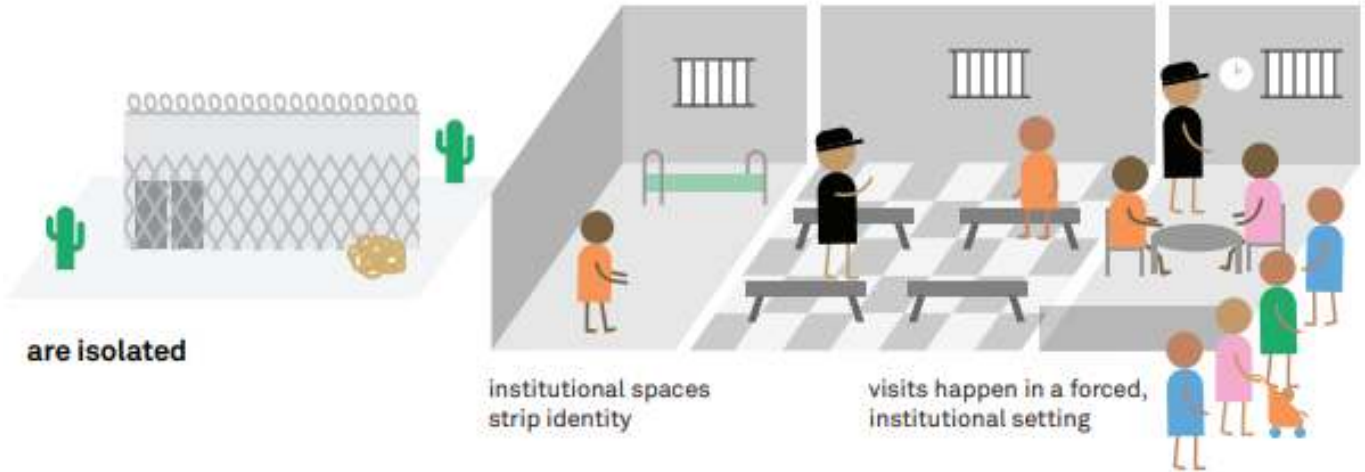 are isolated
institutional spaces
strip identity
visits happen in a forced,
institutional setting